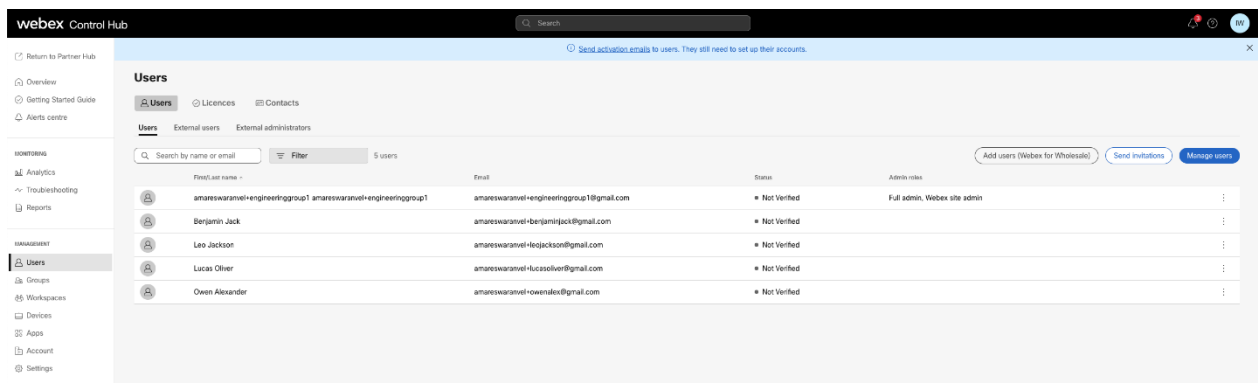 webex Control Hub
Search
3
IW
Return to Partner Hub
Send activation emails to users. They still need to set up their accounts.
Overview
Getting Started Guide
Alerts centre
MONITORING
Analytics
Troubleshooting
Reports
MANAGEMENT
Users
Groups
Workspaces
Devices
Apps
Account
Settings
Users
Users Licences Contacts
Users External users External administrators
Search by name or email Filter 5 users Add users (Webex for Wholesale) Send invitations Manage users
First/Last name Email Status Admin roles
amareswaranvel+engineeringgroup1 amareswaranvel+engineeringgroup1 amareswaranvel+engineeringgroup1@gmail.com Not Verified Full admin, Webex site admin
Benjamin Jack amareswaranvel+benjaminjack@gmail.com Not Verified
Leo Jackson amareswaranvel+leojackson@gmail.com Not Verified
Lucas Oliver amareswaranvel+lucasoliver@gmail.com Not Verified
Owen Alexander amareswaranvel+owenalex@gmail.com Not Verified